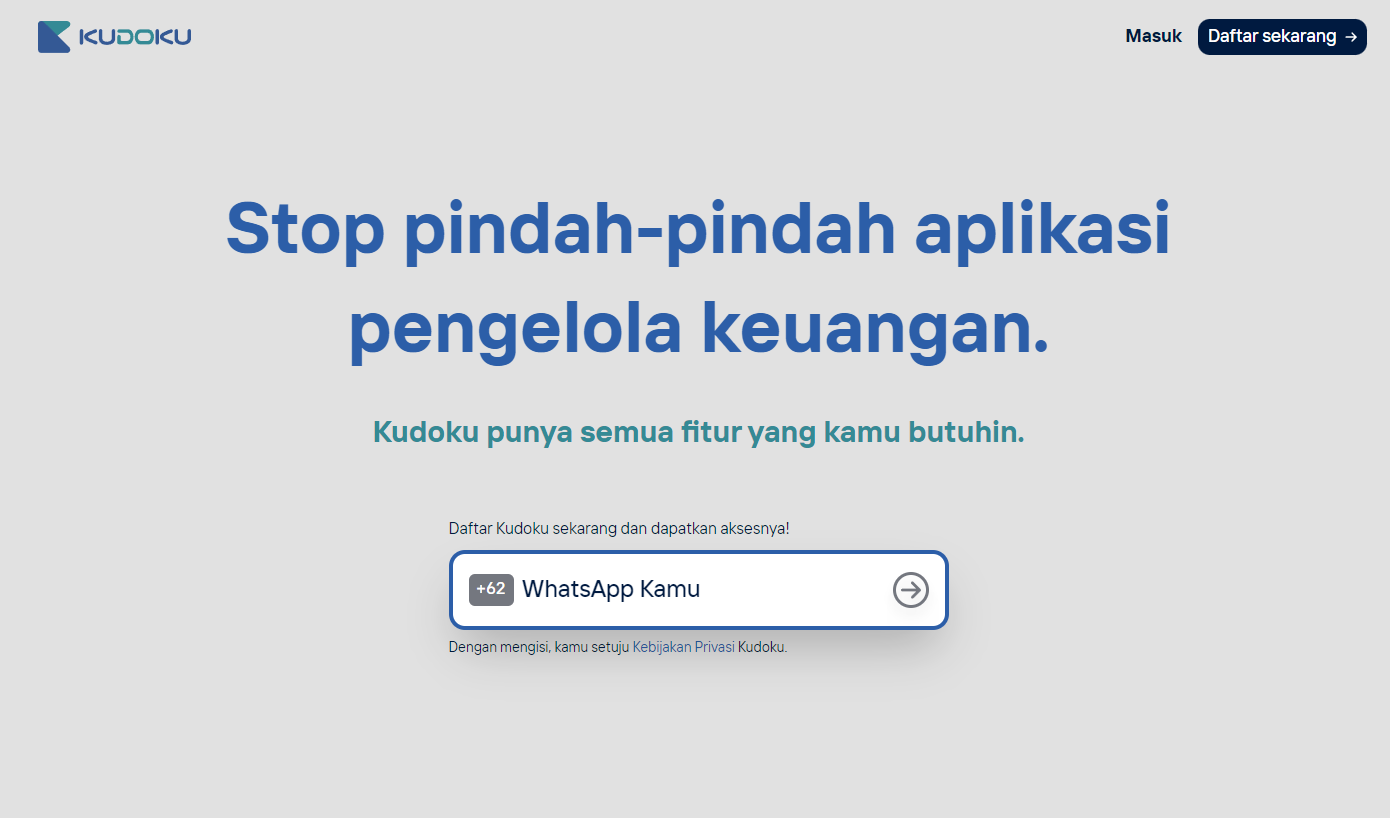 KUDOKU
Masuk
Daftar sekarang →
Stop pindah-pindah aplikasi
pengelola keuangan.
Kudoku punya semua fitur yang kamu butuhin.
Daftar Kudoku sekarang dan dapatkan aksesnya!
+62 WhatsApp Kamu
Dengan mengisi, kamu setuju Kebijakan Privasi Kudoku.